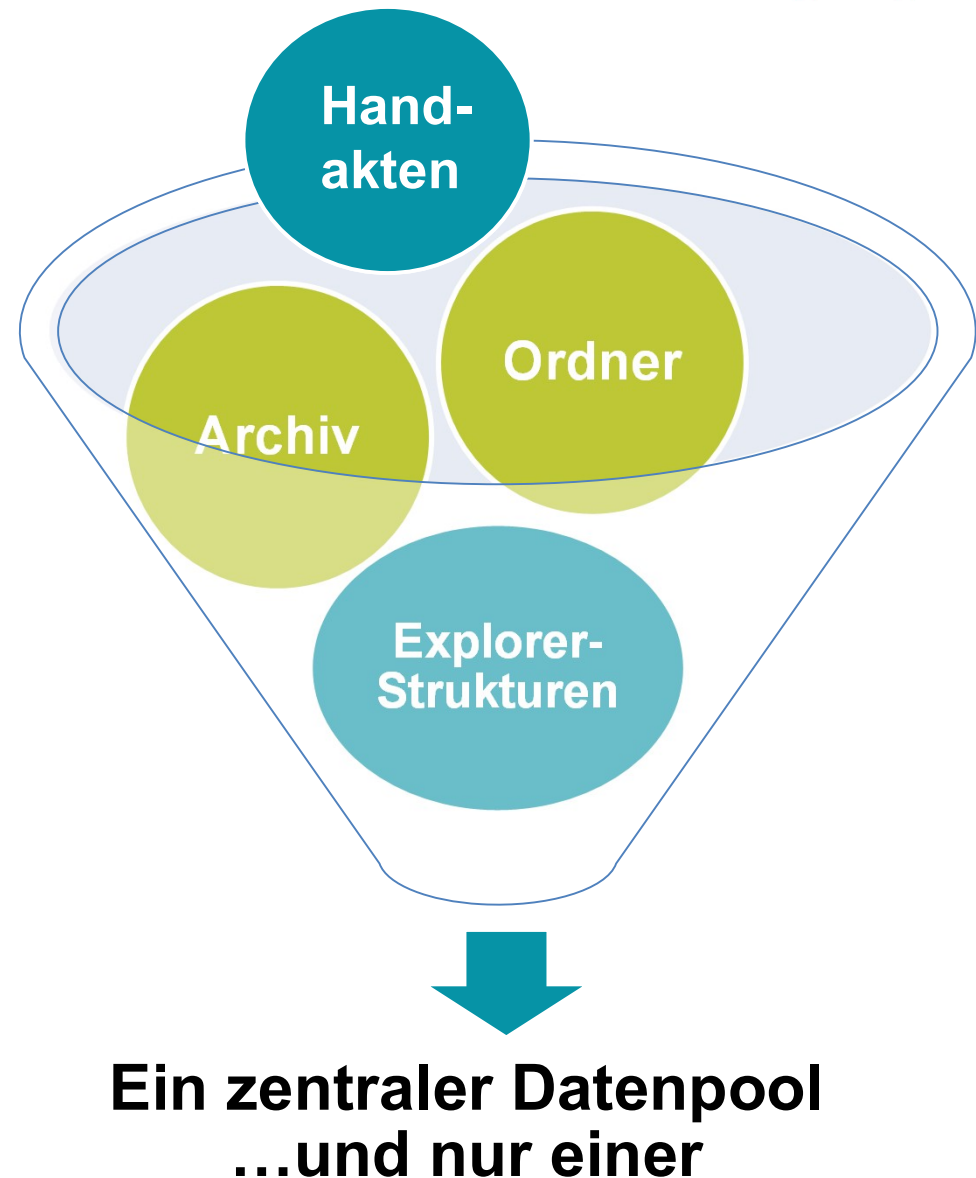 Hand-
akten
Ordner
Archiv
Explorer-
Strukturen
Ein zentraler Datenpool
…und nur einer